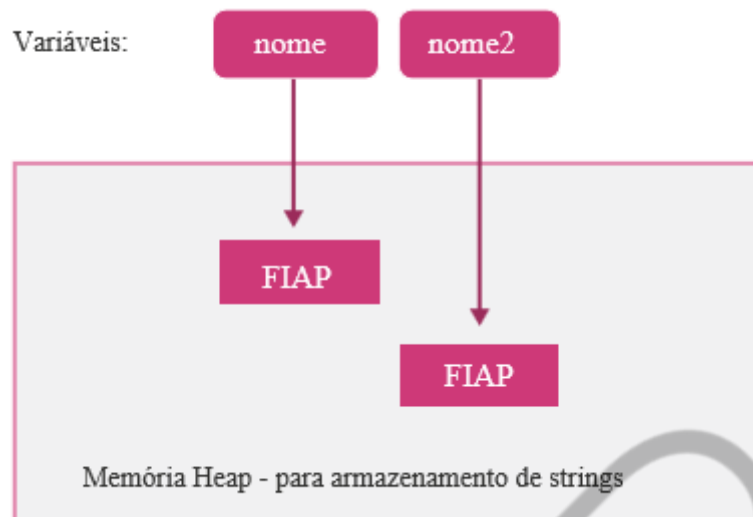 Variáveis:
nome
nome2
FIAP
FIAP
Memória Heap - para armazenamento de strings